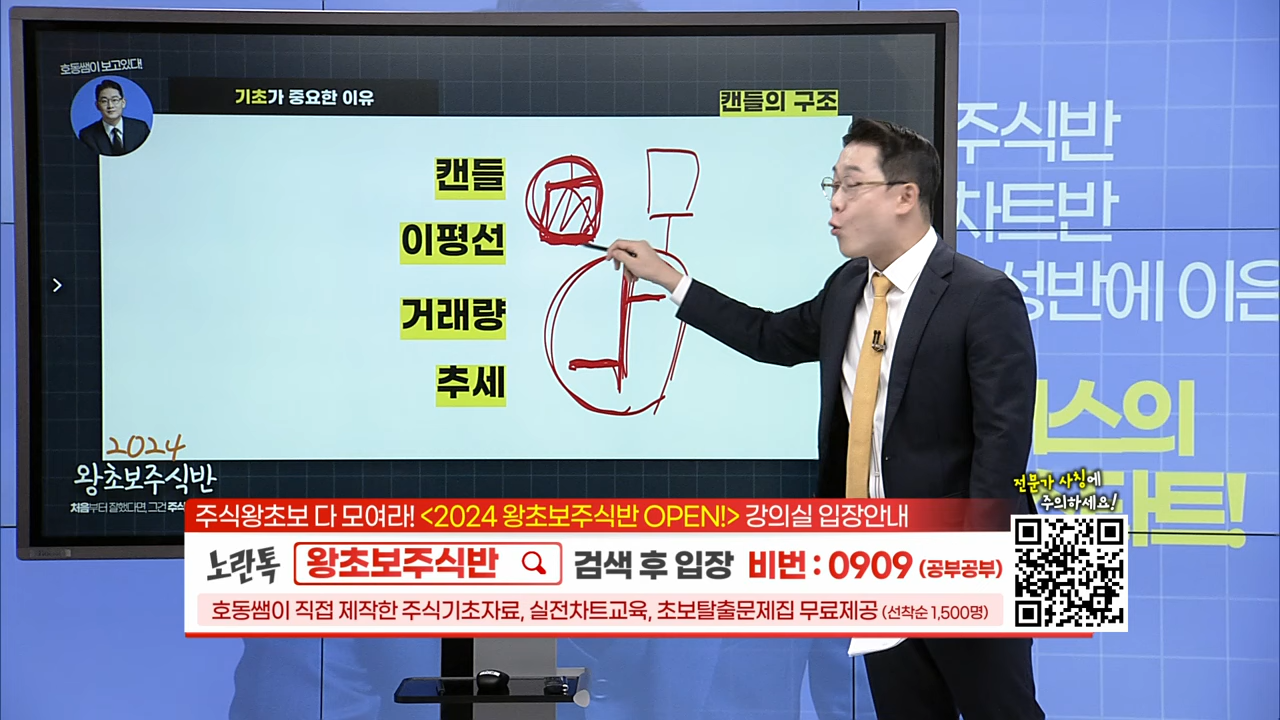 호동쌤이 보고있다!
기초가 중요한 이유
캔들의 구조
캔들
이평선
거래량
추세
2024
왕초보주식반
처음부터 잘했다면, 그건 주식
주식반
차트반
성반에 이은
스의
차트!
전문가 사칭에
주의하세요!
주식왕초보 다 모여라! <2024 왕초보주식반 OPEN!> 강의실 입장안내
노란톡 왕초보주식반 검색 후 입장 비번 : 0909 (공부공부)
호동쌤이 직접 제작한 주식기초자료, 실전차트교육, 초보탈출문제집 무료제공 (선착순 1,500명)